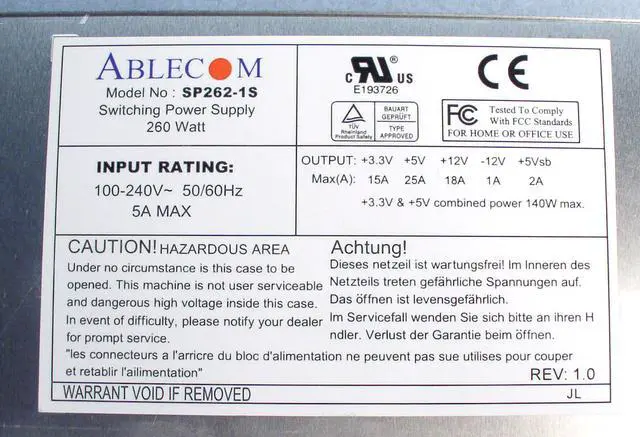 ABLECOM
Model No : SP262-1S
Switching Power Supply
260 Watt
c RU US
E193726
CE
TÜV
Rheinland
Product Safety
BAUART
GEPRÜFT
TYPE
APPROVED
FC Tested To Comply
With FCC Standards
FOR HOME OR OFFICE USE
INPUT RATING:
100-240V~ 50/60Hz
5A MAX
OUTPUT: +3.3V +5V +12V -12V +5Vsb
Max(A): 15A 25A 18A 1A 2A
+3.3V & +5V combined power 140W max.
CAUTION! HAZARDOUS AREA
Under no circumstance is this case to be
opened. This machine is not user serviceable
and dangerous high voltage inside this case.
In event of difficulty, please notify your dealer
for prompt service.
Achtung!
Dieses netzeil ist wartungsfrei! Im Inneren des
Netzteils treten gefährliche Spannungen auf.
Das öffnen ist levensgefährlich.
Im Servicefall wenden Sie sich bitte an ihren H
ndler. Verlust der Garantie beim öffnen.
"les connecteurs a l'arricre du bloc d'alimentation ne peuvent pas sue utilises pour couper
et retablir l'ailimentation"
REV: 1.0
WARRANT VOID IF REMOVED
JL